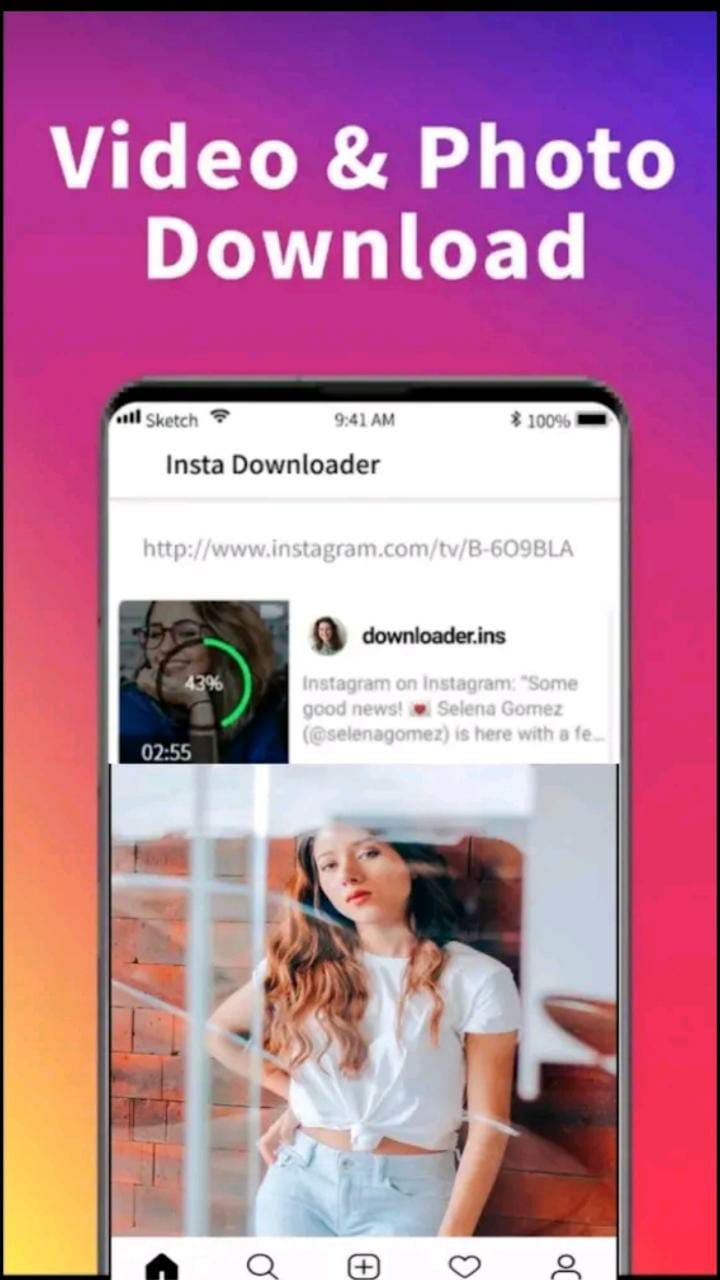 Video & Photo
Download
Sketch 9:41 AM 100%
Insta Downloader
http://www.instagram.com/tv/B-6O9BLA
downloader.ins
43%
Instagram on Instagram: "Some
good news! 💌 Selena Gomez
(@selenagomez) is here with a fe...
02:55